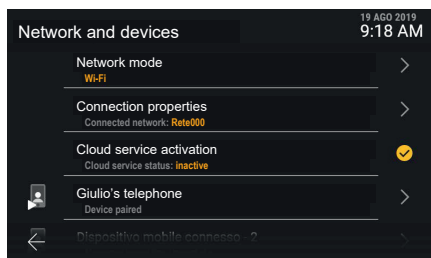 19 AGO 2019
Network and devices
9:18 AM
Network mode
Wi-Fi
Connection properties
Connected network: Rete000
Cloud service activation
Cloud service status: inactive
Giulio's telephone
Device paired
Dispositivo mobile connesso - 2